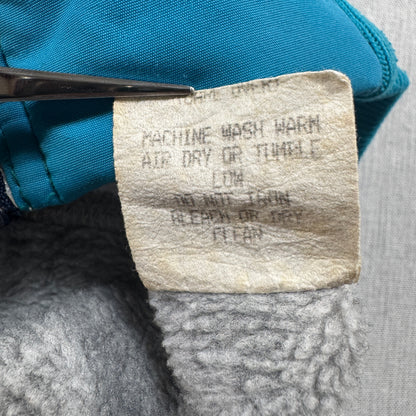 MACHINE WASH WARM
AIR DRY OR TUMBLE
LOW
DO NOT IRON
BLEACH OR DRY
CLEAN